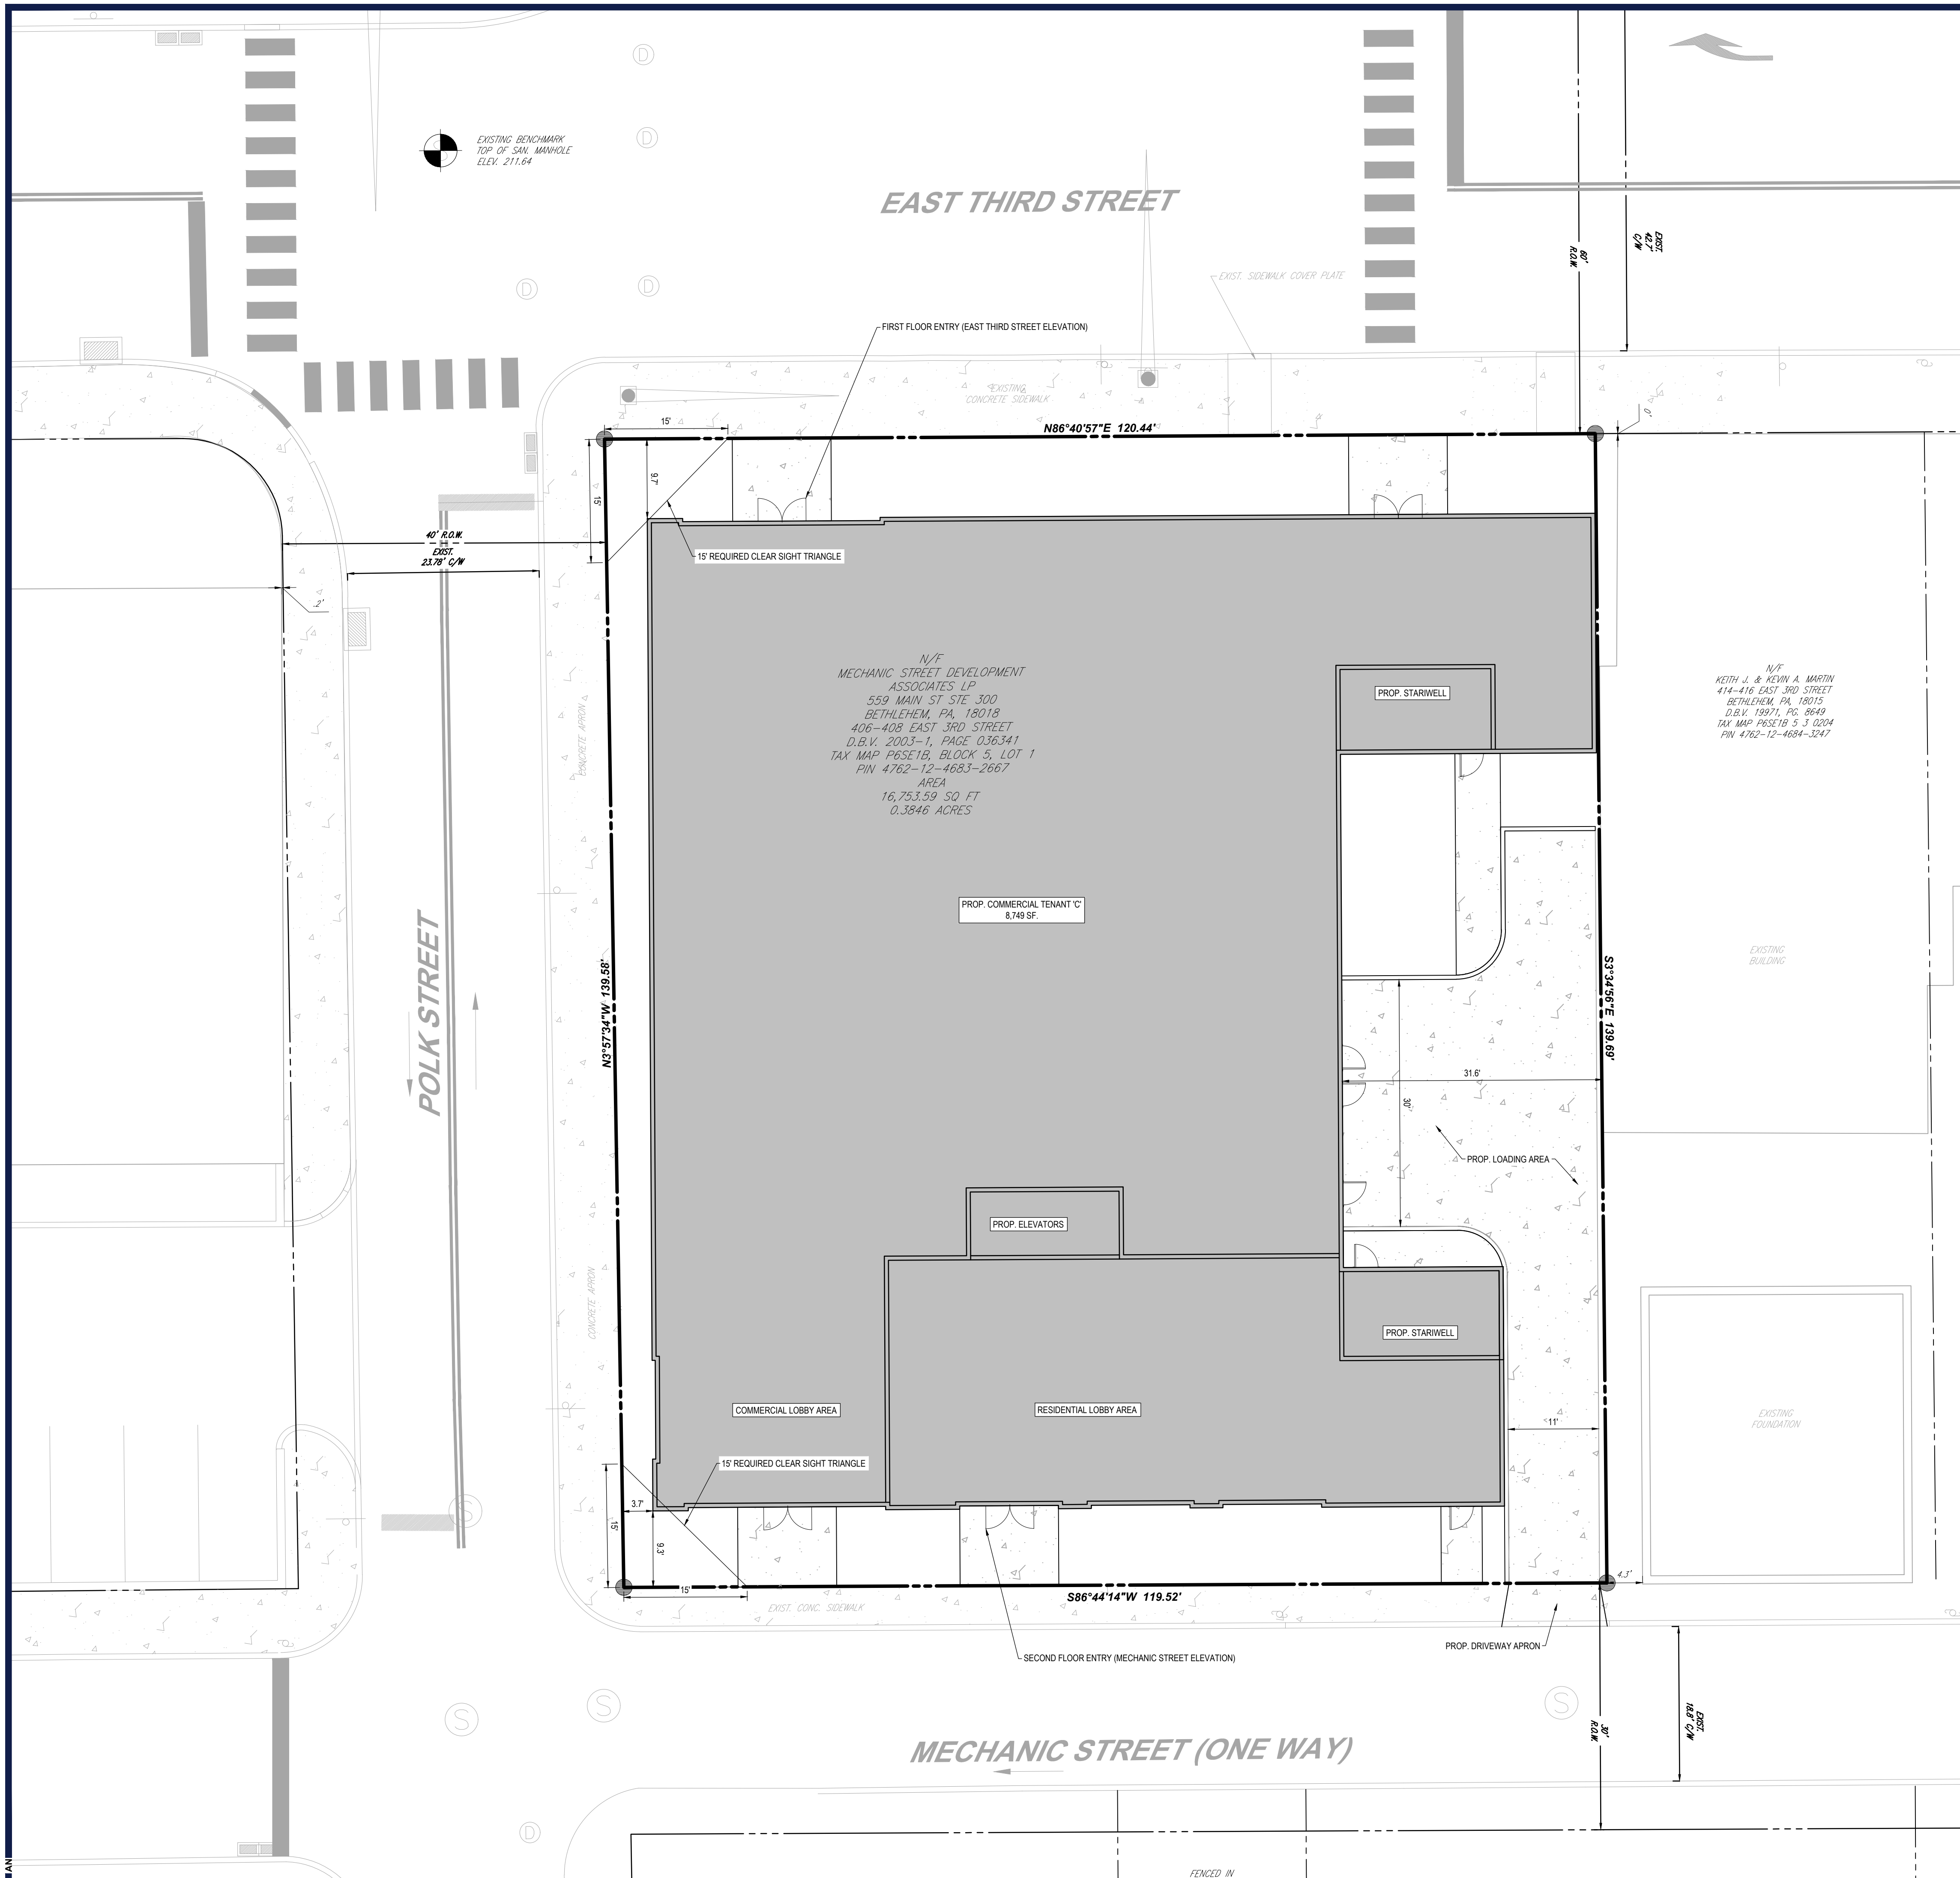 D
D
D
D
EXISTING BENCHMARK
TOP OF SAN. MANHOLE
ELEV. 211.64
EAST THIRD STREET
60'
R.O.W.
EXIST.
42.7'
C/W
EXIST. SIDEWALK COVER PLATE
FIRST FLOOR ENTRY (EAST THIRD STREET ELEVATION)
EXISTING
CONCRETE SIDEWALK
15'
N86°40'57"E 120.44'
0'
9.7'
15'
40' R.O.W.
EXIST.
23.78' C/W
15' REQUIRED CLEAR SIGHT TRIANGLE
.2'
N/F
MECHANIC STREET DEVELOPMENT
ASSOCIATES LP
559 MAIN ST STE 300
BETHLEHEM, PA, 18018
406-408 EAST 3RD STREET
D.B.V. 2003-1, PAGE 036341
TAX MAP P6SE1B, BLOCK 5, LOT 1
PIN 4762-12-4683-2667
AREA
16,753.59 SQ FT
0.3846 ACRES
PROP. STARIWELL
N/F
KEITH J. & KEVIN A. MARTIN
414-416 EAST 3RD STREET
BETHLEHEM, PA, 18015
D.B.V. 19971, PG. 8649
TAX MAP P6SE1B 5 3 0204
PIN 4762-12-4684-3247
CONCRETE APRON
PROP. COMMERCIAL TENANT 'C'
8,749 SF.
EXISTING
BUILDING
POLK STREET
N3°57'34"W 139.58'
S3°34'56"E 139.69'
31.6'
30'
PROP. LOADING AREA
PROP. ELEVATORS
CONCRETE APRON
PROP. STARIWELL
COMMERCIAL LOBBY AREA
RESIDENTIAL LOBBY AREA
11'
EXISTING
FOUNDATION
15' REQUIRED CLEAR SIGHT TRIANGLE
S
3.7'
15'
9.3'
15'
S86°44'14"W 119.52'
4.3'
EXIST. CONC. SIDEWALK
SECOND FLOOR ENTRY (MECHANIC STREET ELEVATION)
PROP. DRIVEWAY APRON
S
S
S
30'
R.O.W.
EXIST.
18.8' C/W
MECHANIC STREET (ONE WAY)
D
FENCED IN
AN